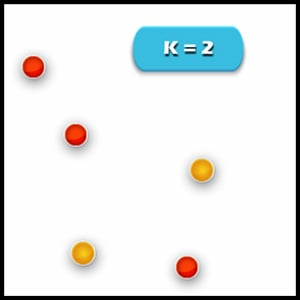 K = 2